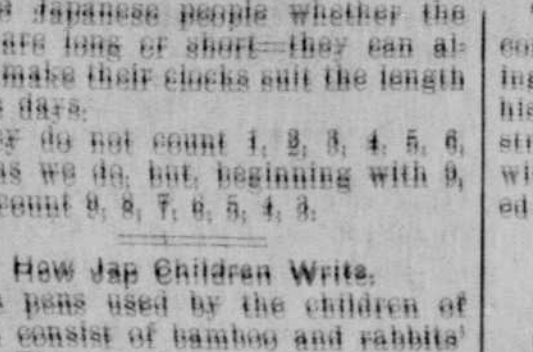 Japanese people whether the
are long or short—they can al-
make their clocks suit the length
days.
do not count 1, 2, 3, 4, 5, 6,
as we do, but, beginning with 9,
count 9, 8, 7, 6, 5, 4, 3.
How Jap Children Write.
pens used by the children of
consist of bamboo and rabbits'